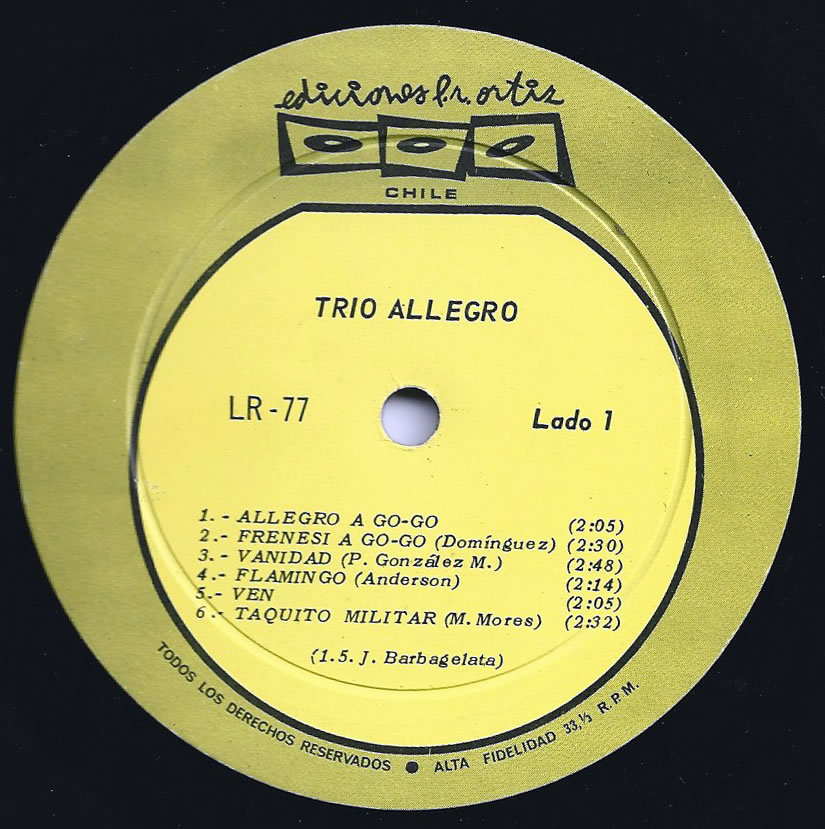 ediciones l.r. ortiz
CHILE
TRIO ALLEGRO
LR-77
Lado 1
1.- ALLEGRO A GO-GO (2:05)
2.- FRENESI A GO-GO (Domínguez) (2:30)
3.- VANIDAD (P. González M.) (2:48)
4.- FLAMINGO (Anderson) (2:14)
5.- VEN (2:05)
6.- TAQUITO MILITAR (M. Mores) (2:32)
(1.5. J. Barbagelata)
TODOS LOS DERECHOS RESERVADOS ● ALTA FIDELIDAD 33,⅓ R.P.M.